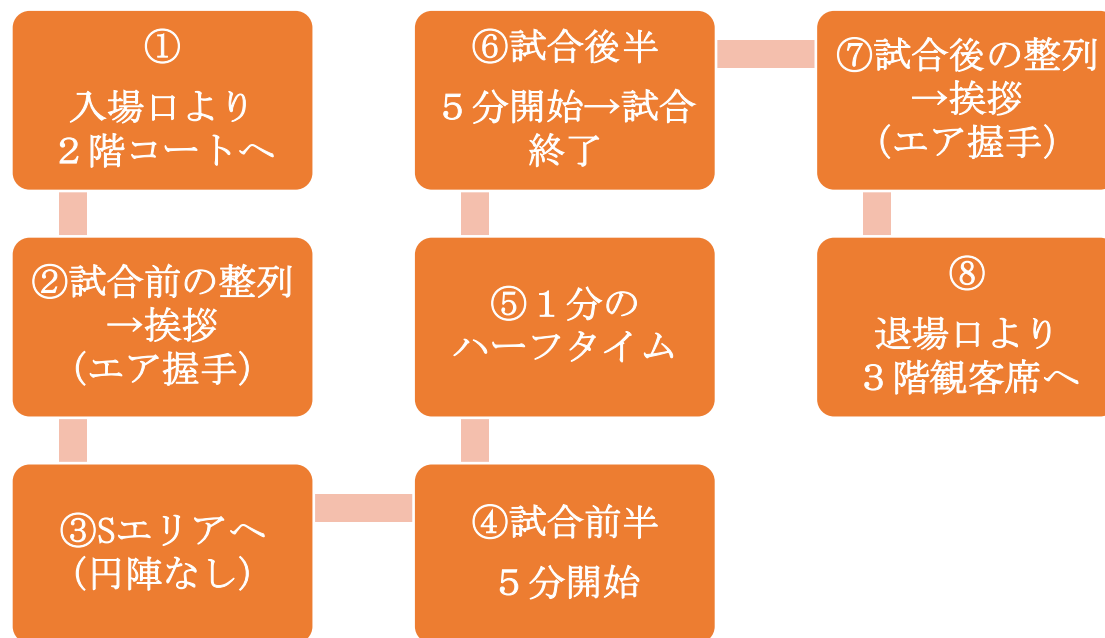 ①
入場口より
２階コートへ
②試合前の整列
→挨拶
（エア握手）
③Sエリアへ
（円陣なし）
④試合前半
５分開始
⑤１分の
ハーフタイム
⑥試合後半
５分開始→試合
終了
⑦試合後の整列
→挨拶
（エア握手）
⑧
退場口より
３階観客席へ